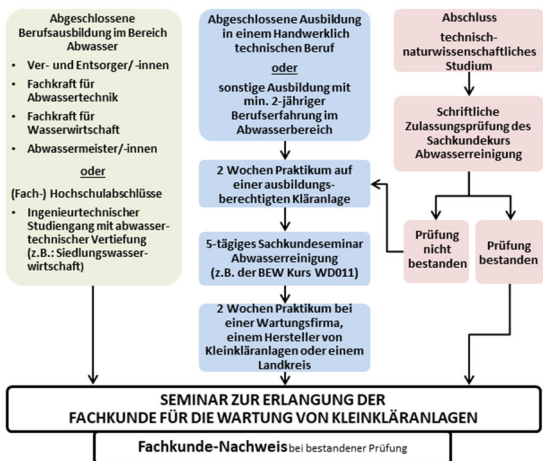 Abgeschlossene
Berufsausbildung im Bereich
Abwasser
• Ver- und Entsorger/ -innen
• Fachkraft für
Abwassertechnik
• Fachkraft für
Wasserwirtschaft
• Abwassermeister/-innen
oder
(Fach-) Hochschulabschlüsse
• Ingenieurtechnischer
Studiengang mit abwasser-
technischer Vertiefung
(z.B.: Siedlungswasser-
wirtschaft)
Abgeschlossene Ausbildung
in einem Handwerklich
technischen Beruf
oder
sonstige Ausbildung mit
min. 2-jähriger
Berufserfahrung im
Abwasserbereich
2 Wochen Praktikum auf
einer ausbildungs-
berechtigten Kläranlage
5-tägiges Sachkundeseminar
Abwasserreinigung
(z.B. der BEW Kurs WD011)
2 Wochen Praktikum bei
einer Wartungsfirma,
einem Hersteller von
Kleinkläranlagen oder einem
Landkreis
Abschluss
technisch-
naturwissenschaftliches
Studium
Schriftliche
Zulassungsprüfung des
Sachkundekurs
Abwasserreinigung
Prüfung
nicht
bestanden
Prüfung
bestanden
SEMINAR ZUR ERLANGUNG DER
FACHKUNDE FÜR DIE WARTUNG VON KLEINKLÄRANLAGEN
Fachkunde-Nachweis bei bestandener Prüfung